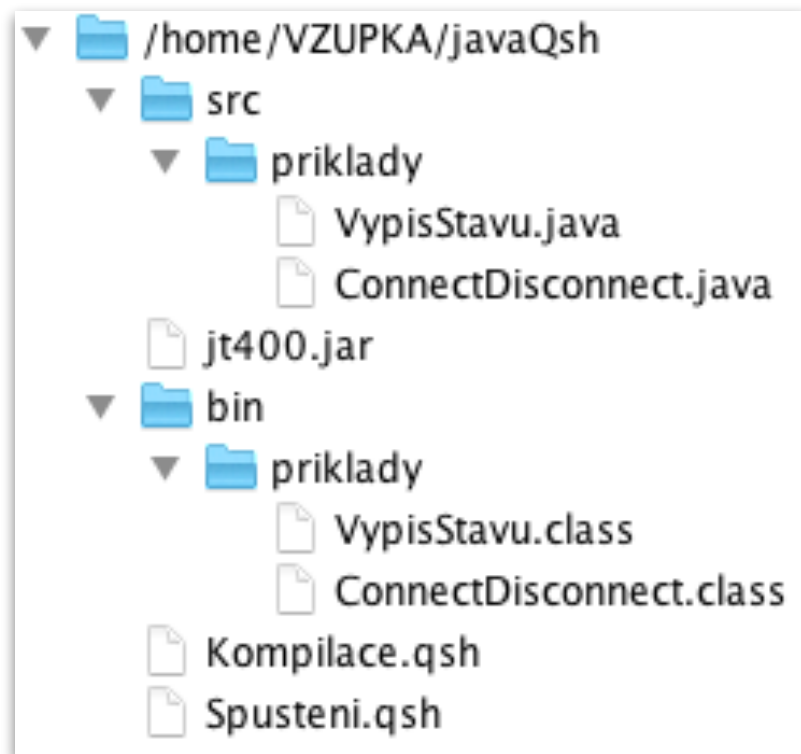 /home/VZUPKA/javaQsh
src
priklady
VypisStavu.java
ConnectDisconnect.java
jt400.jar
bin
priklady
VypisStavu.class
ConnectDisconnect.class
Kompilace.qsh
Spusteni.qsh